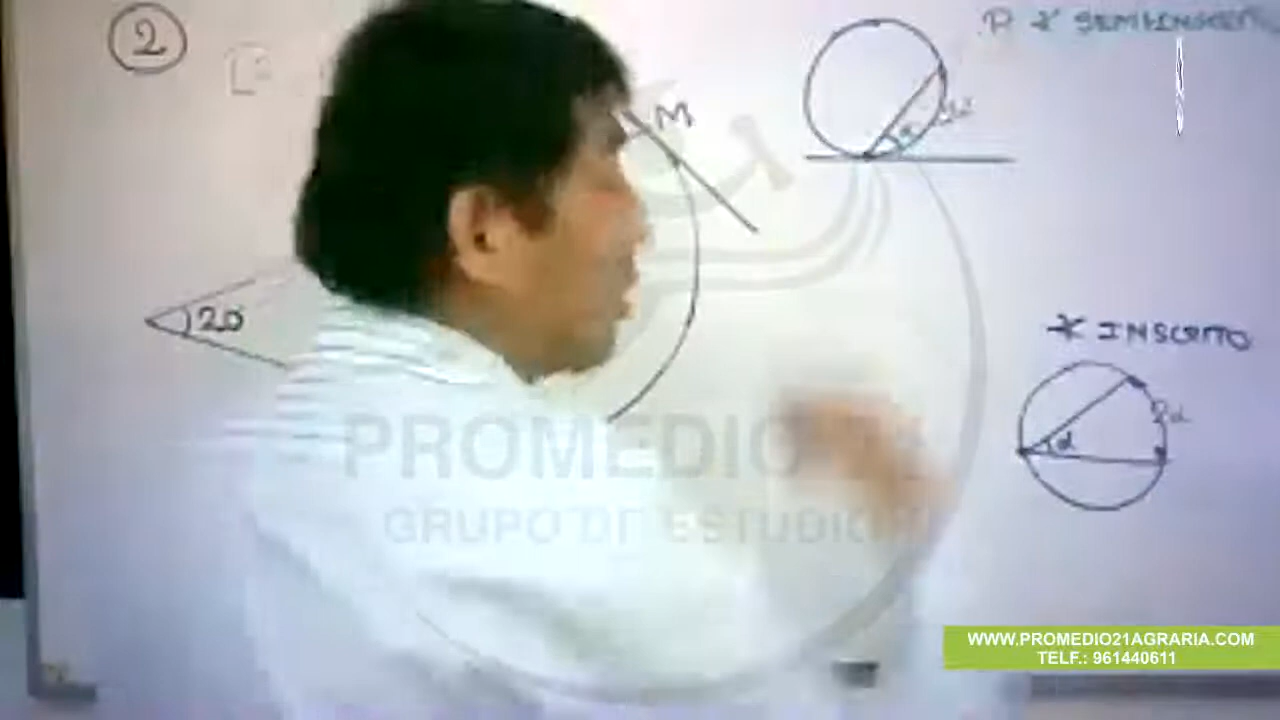 2
M
20
∢ INSCRITO
α
2α
PROMEDIO 21
GRUPO DE ESTUDIO
WWW.PROMEDIO21AGRARIA.COM
TELF.: 961440611